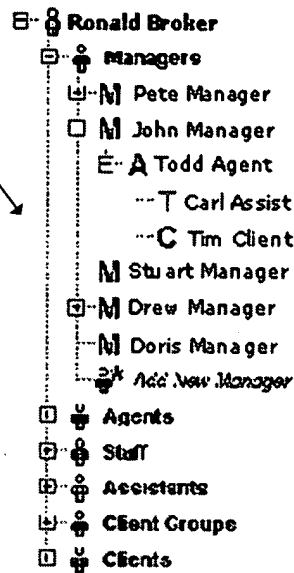 Ronald Broker
Managers
M Pete Manager
M John Manager
A Todd Agent
T Carl Assist
C Tim Client
M Stuart Manager
M Drew Manager
M Doris Manager
Add New Manager
Agents
Staff
Assistants
Client Groups
Clients